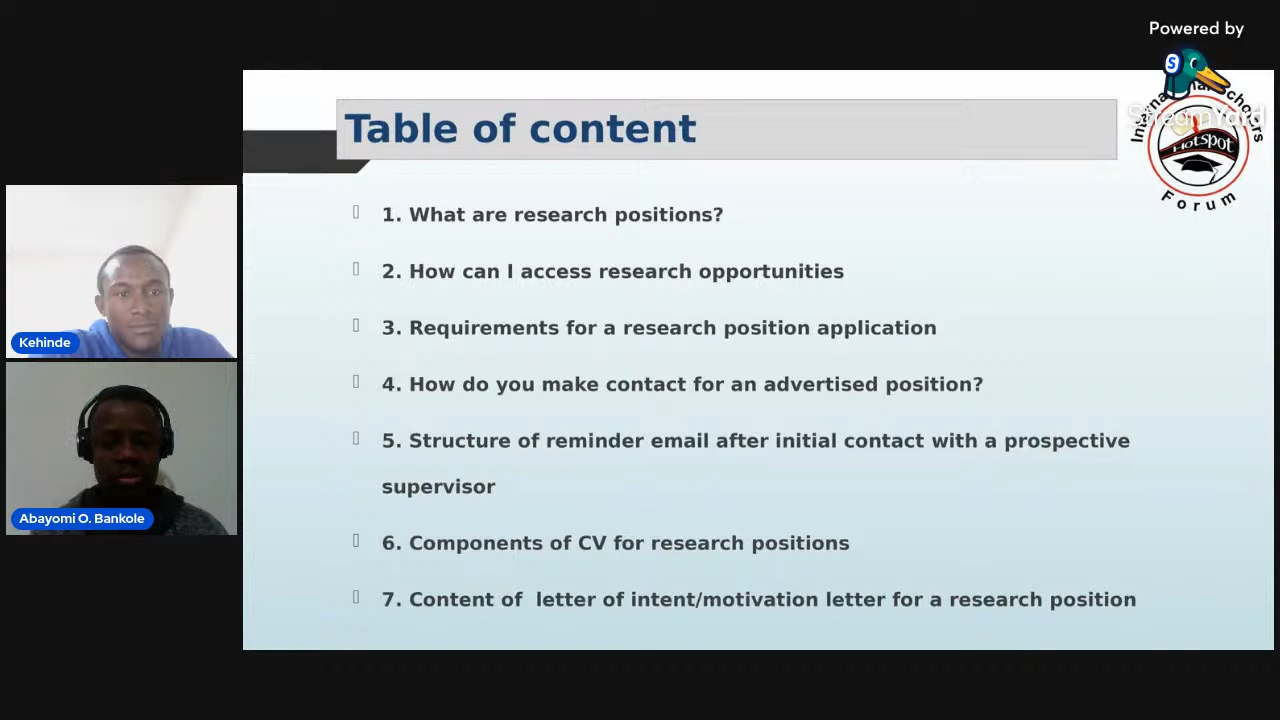 Powered by
StreamYard
International Scholars
HotSpot
Forum
Table of content
1. What are research positions?
2. How can I access research opportunities
3. Requirements for a research position application
4. How do you make contact for an advertised position?
5. Structure of reminder email after initial contact with a prospective
supervisor
6. Components of CV for research positions
7. Content of  letter of intent/motivation letter for a research position
Kehinde
Abayomi O. Bankole